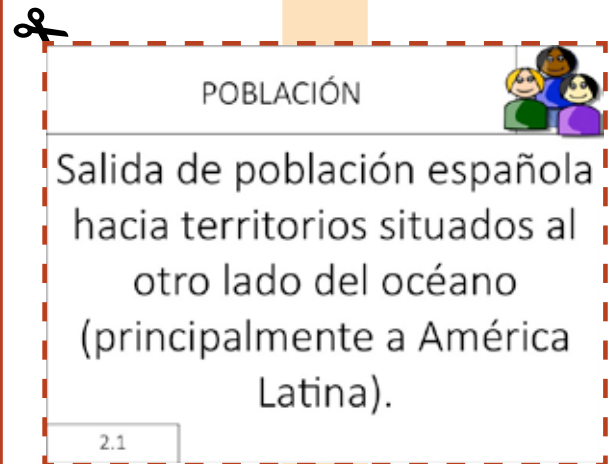 POBLACIÓN
Salida de población española
hacia territorios situados al
otro lado del océano
(principalmente a América
Latina).
2.1